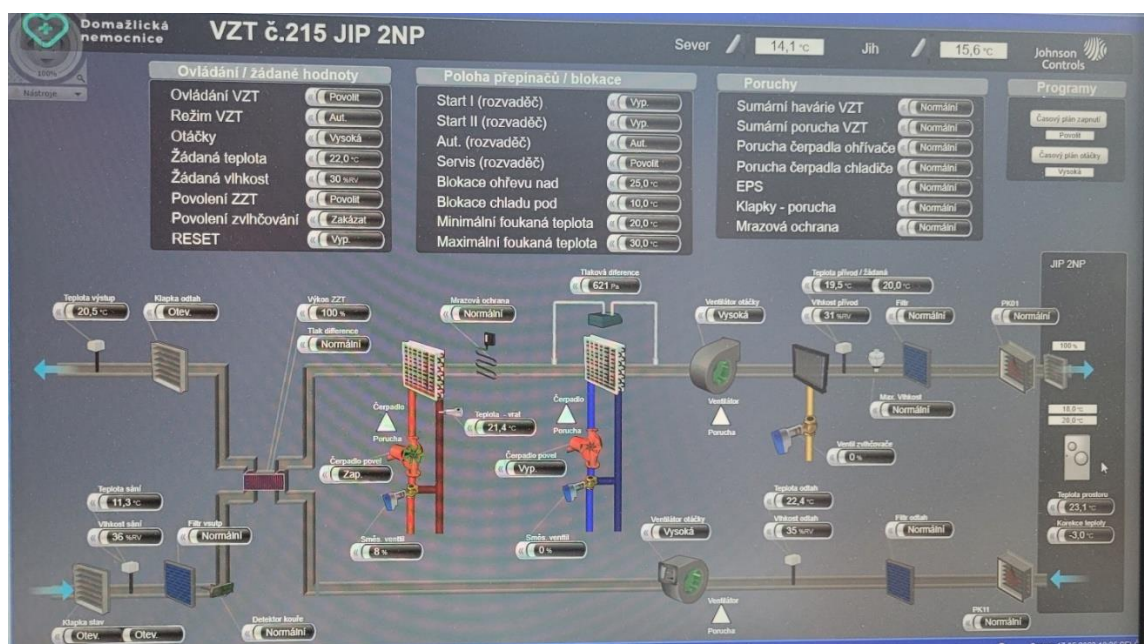 Domažlická
nemocnice
VZT č.215 JIP 2NP
Sever 14,1 °C
Jih 15,6 °C
Johnson
Controls
100%
Nástroje
Ovládání / žádané hodnoty
Ovládání VZT Povolit
Režim VZT Aut.
Otáčky Vysoká
Žádaná teplota 22,0 °C
Žádaná vlhkost 30 %RV
Povolení ZZT Povolit
Povolení zvlhčování Zakázat
RESET Vyp.
Poloha přepínačů / blokace
Start I (rozvaděč) Vyp.
Start II (rozvaděč) Vyp.
Aut. (rozvaděč) Aut.
Servis (rozvaděč) Povolit
Blokace ohřevu nad 25,0 °C
Blokace chladu pod 10,0 °C
Minimální foukaná teplota 20,0 °C
Maximální foukaná teplota 30,0 °C
Poruchy
Sumární havárie VZT Normální
Sumární porucha VZT Normální
Porucha čerpadla ohřívače Normální
Porucha čerpadla chladiče Normální
EPS Normální
Klapky - porucha Normální
Mrazová ochrana Normální
Programy
Časový plán zapnutí
Povolit
Časový plán otáčky
Vysoká
JIP 2NP
Teplota výstup
20,5 °C
Klapka odtah
Otev.
Výkon ZZT
100 %
Tlak diference
Normální
Mrazová ochrana
Normální
Tlaková diference
621 Pa
Ventilátor otáčky
Vysoká
Teplota přívod / Žádaná
19,5 °C 20,0 °C
Vlhkost přívod
31 %RV
Filtr
Normální
PK01
Normální
100 %
Čerpadlo
Porucha
Teplota - vrat
21,4 °C
Čerpadlo povel
Zap.
Směs. ventil
8 %
Čerpadlo
Porucha
Čerpadlo povel
Vyp.
Směs. ventil
0 %
Ventilátor
Porucha
Max. Vlhkost
Normální
Ventil zvlhčovače
0 %
18,0 °C
20,0 °C
Teplota prostoru
23,1 °C
Korekce teploty
-3,0 °C
Teplota sání
11,3 °C
Vlhkost sání
36 %RV
Filtr vsutp
Normální
Klapka stav
Otev. Otev.
Detektor kouře
Normální
Ventilátor otáčky
Vysoká
Ventilátor
Porucha
Teplota odtah
22,4 °C
Vlhkost odtah
35 %RV
Filtr odtah
Normální
PK11
Normální